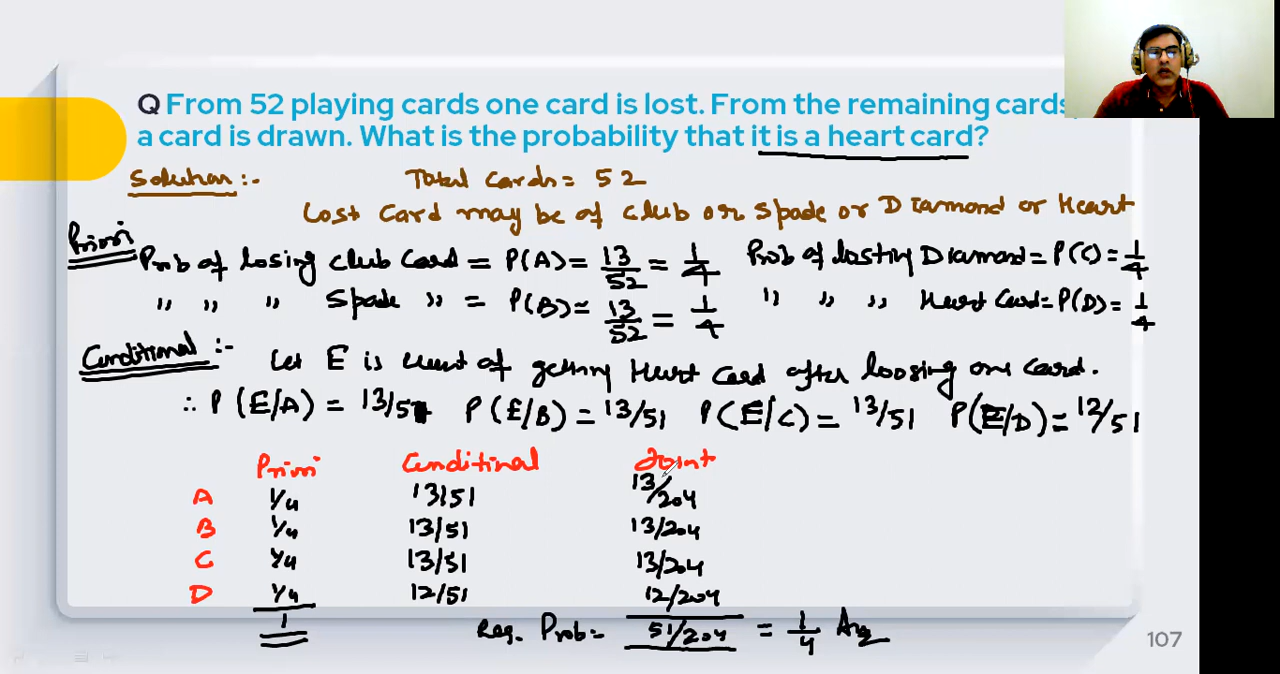 Q From 52 playing cards one card is lost. From the remaining cards,
a card is drawn. What is the probability that it is a heart card?
Solution :- Total Cards = 52
Lost Card may be of club or Spade or Diamond or Heart
Priori
Prob of losing club Card = P(A) = 13/52 = 1/4 Prob of losting Diamond = P(C) = 1/4
" " " Spade " = P(B) = 13/52 = 1/4 " " " Heart Card = P(D) = 1/4
Conditional :-
Let E is event of getting Heart Card after loosing one Card.
∴ P(E/A) = 13/51 P(E/B) = 13/51 P(E/C) = 13/51 P(E/D) = 12/51
Priori Conditinal Joint
A 1/4 13/51 13/204
B 1/4 13/51 13/204
C 1/4 13/51 13/204
D 1/4 12/51 12/204
1 Req. Prob = 51/204 = 1/4 Ans
107